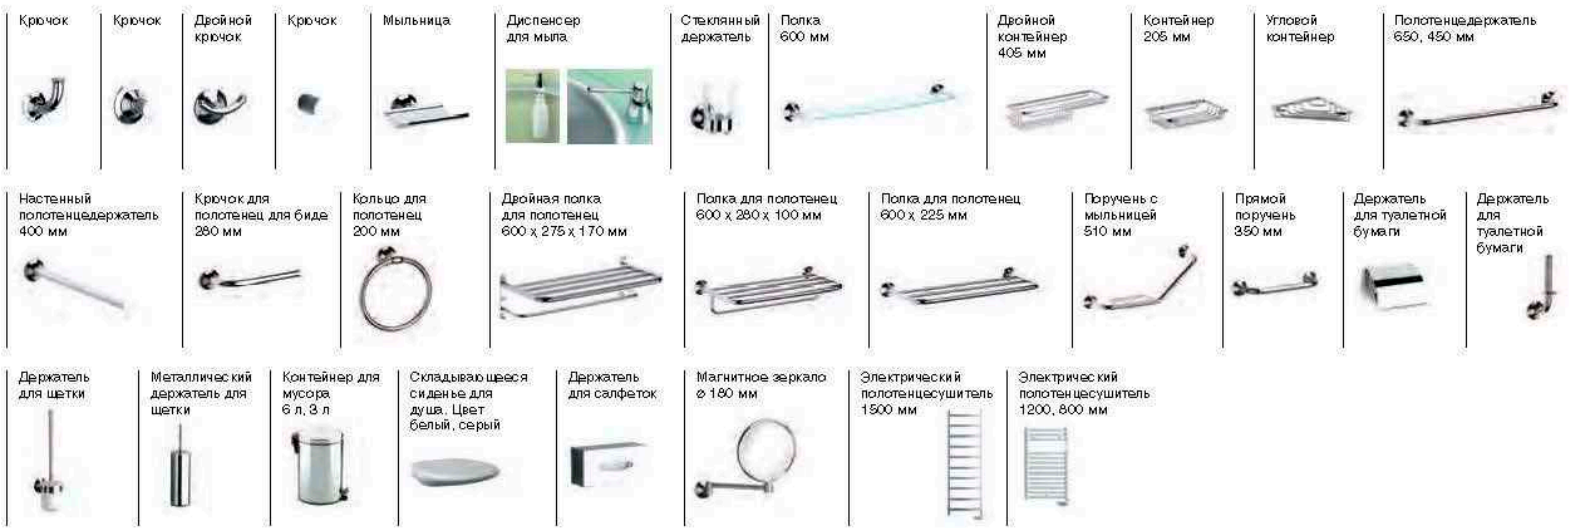 Крючок
Крючок
Двойной
крючок
Крючок
Мыльница
Диспенсер
для мыла
Стеклянный
держатель
Полка
600 мм
Двойной
контейнер
405 мм
Контейнер
205 мм
Угловой
контейнер
Полотенцедержатель
650, 450 мм
Настенный
полотенцедержатель
400 мм
Крючок для
полотенец для биде
280 мм
Кольцо для
полотенец
200 мм
Двойная полка
для полотенец
600 х 275 х 170 мм
Полка для полотенец
600 х 280 х 100 мм
Полка для полотенец
600 х 225 мм
Поручень с
мыльницей
510 мм
Прямой
поручень
350 мм
Держатель
для туалетной
бумаги
Держатель
для
туалетной
бумаги
Держатель
для щетки
Металлический
держатель для
щетки
Контейнер для
мусора
6 л, 3 л
Складывающееся
сиденье для
душа. Цвет
белый, серый
Держатель
для салфеток
Магнитное зеркало
ø 180 мм
Электрический
полотенцесушитель
1500 мм
Электрический
полотенцесушитель
1200, 800 мм